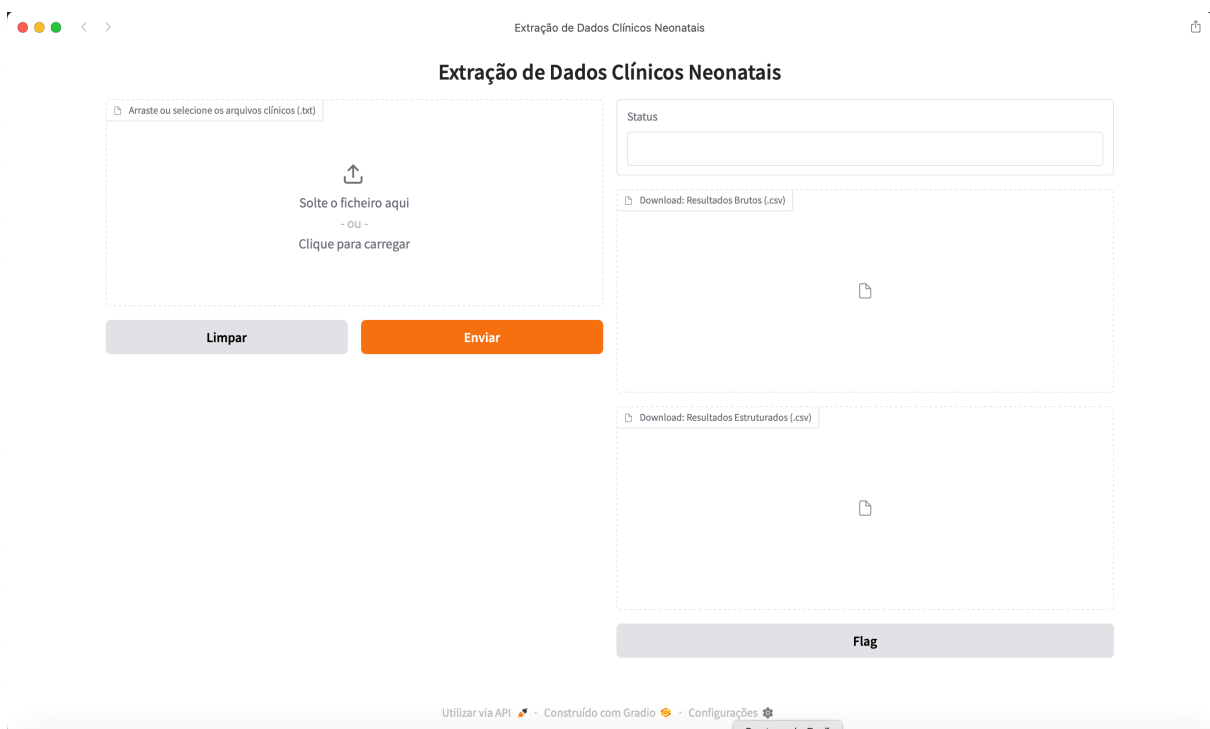 Extração de Dados Clínicos Neonatais
Extração de Dados Clínicos Neonatais
Arraste ou selecione os arquivos clínicos (.txt)
Solte o ficheiro aqui
- ou -
Clique para carregar
Limpar
Enviar
Status
Download: Resultados Brutos (.csv)
Download: Resultados Estruturados (.csv)
Flag
Utilizar via API · Construído com Gradio · Configurações